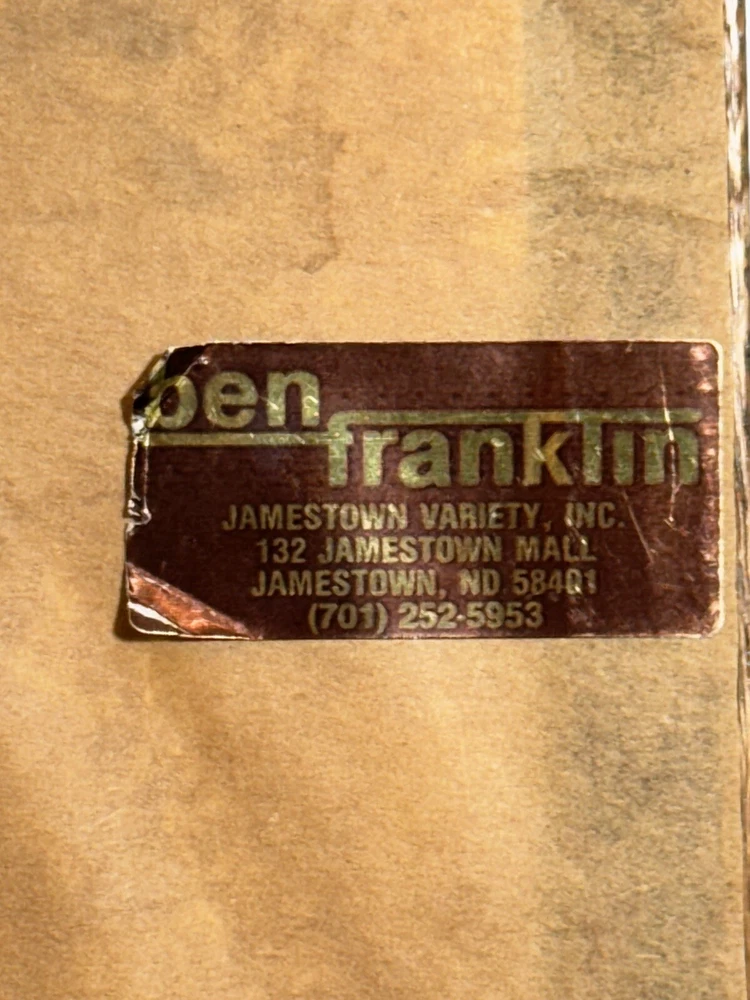 ben
franklin
JAMESTOWN VARIETY, INC.
132 JAMESTOWN MALL
JAMESTOWN, ND 58401
(701) 252-5953